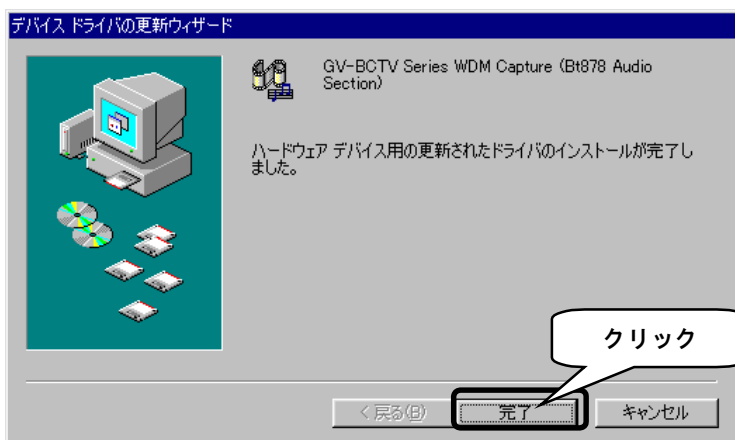 デバイス ドライバの更新ウィザード
GV-BCTV Series WDM Capture (Bt878 Audio
Section)
ハードウェア デバイス用の更新されたドライバのインストールが完了し
ました。
クリック
< 戻る(B)
完了
キャンセル